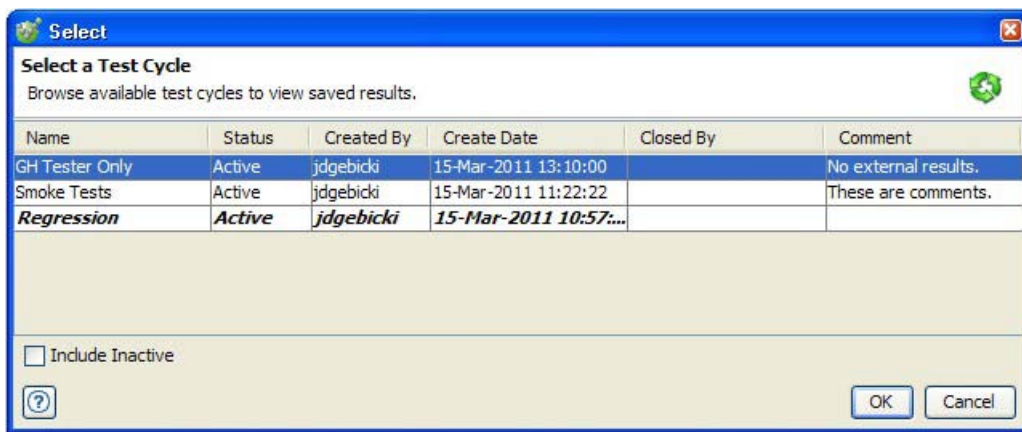 Select
Select a Test Cycle
Browse available test cycles to view saved results.
Name Status Created By Create Date Closed By Comment
GH Tester Only Active jdgebicki 15-Mar-2011 13:10:00 No external results.
Smoke Tests Active jdgebicki 15-Mar-2011 11:22:22 These are comments.
Regression Active jdgebicki 15-Mar-2011 10:57:...
Include Inactive
?
OK Cancel